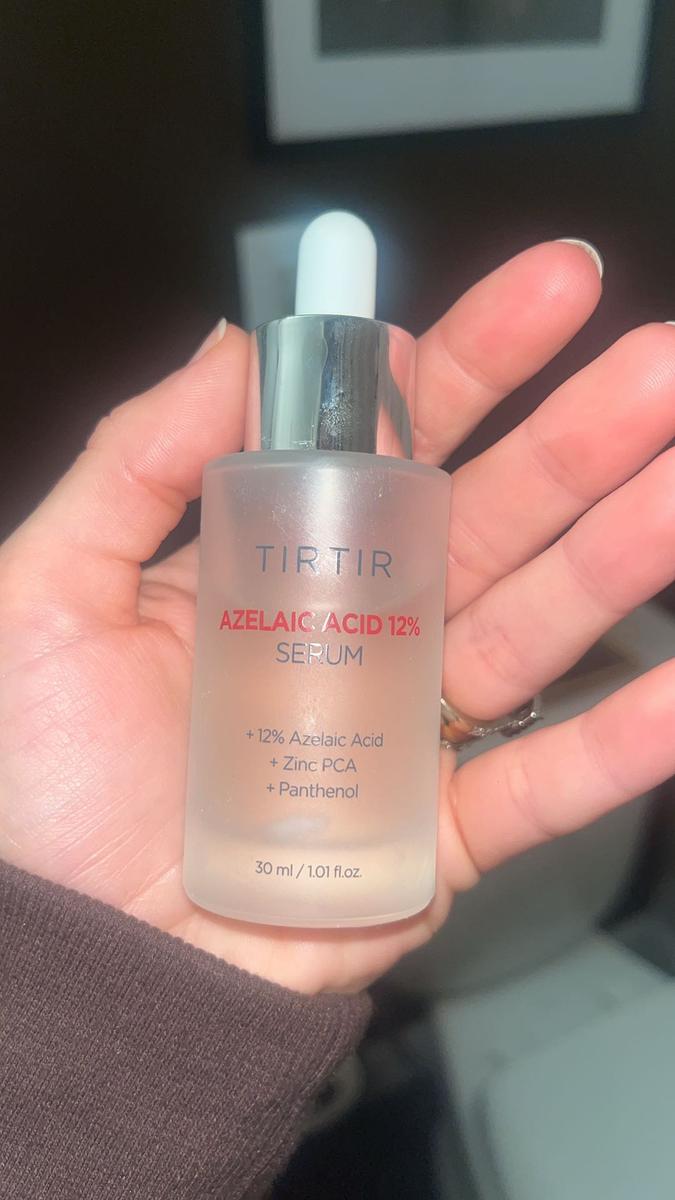 TIRTIR
AZELAIC ACID 12%
SERUM
+ 12% Azelaic Acid
+ Zinc PCA
+ Panthenol
30 ml / 1.01 fl.oz.